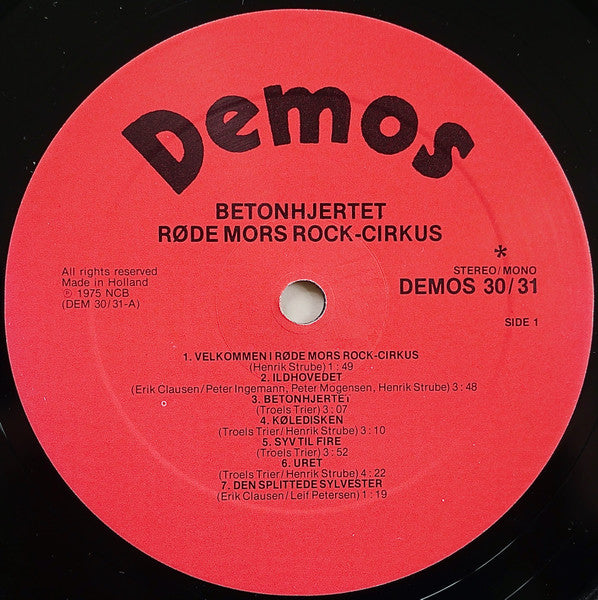 Demos
BETONHJERTET
RØDE MORS ROCK-CIRKUS
*
All rights reserved
Made in Holland
℗ 1975 NCB
(DEM 30/31-A)
STEREO/MONO
DEMOS 30/31
SIDE 1
1. VELKOMMEN I RØDE MORS ROCK-CIRKUS
(Henrik Strube) 1:49
2. ILDHOVEDET
(Erik Clausen/Peter Ingemann, Peter Mogensen, Henrik Strube) 3:48
3. BETONHJERTET
(Troels Trier) 3:07
4. KØLEDISKEN
(Troels Trier/Henrik Strube) 3:10
5. SYV TIL FIRE
(Troels Trier) 3:52
6. URET
(Troels Trier/Henrik Strube) 4:22
7. DEN SPLITTEDE SYLVESTER
(Erik Clausen/Leif Petersen) 1:19